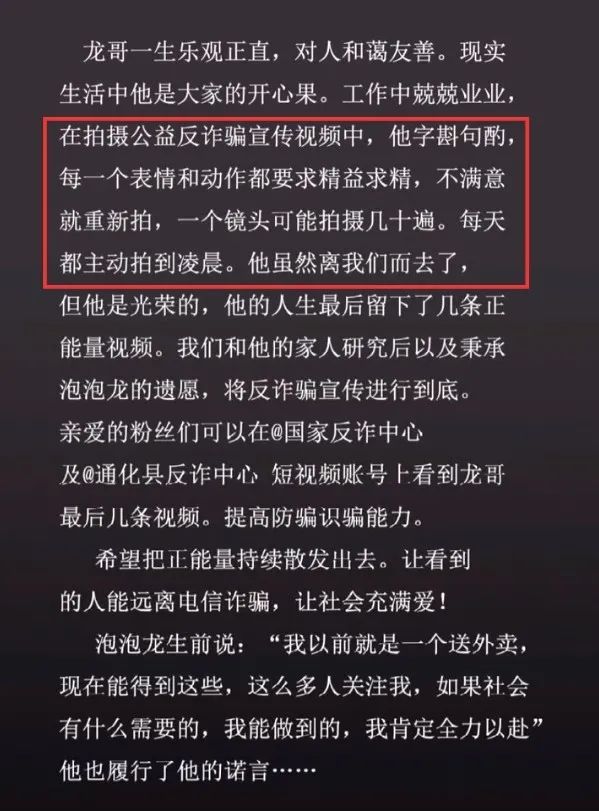 龙哥一生乐观正直，对人和蔼友善。现实
生活中他是大家的开心果。工作中兢兢业业，
在拍摄公益反诈骗宣传视频中，他字斟句酌，
每一个表情和动作都要求精益求精，不满意
就重新拍，一个镜头可能拍摄几十遍。每天
都主动拍到凌晨。他虽然离我们而去了，
但他是光荣的，他的人生最后留下了几条正
能量视频。我们和他的家人研究后以及秉承
泡泡龙的遗愿，将反诈骗宣传进行到底。
亲爱的粉丝们可以在@国家反诈中心
及@通化县反诈中心 短视频账号上看到龙哥
最后几条视频。提高防骗识骗能力。
希望把正能量持续散发出去。让看到
的人能远离电信诈骗，让社会充满爱！
泡泡龙生前说：“我以前就是一个送外卖，
现在能得到这些，这么多人关注我，如果社会
有什么需要的，我能做到的，我肯定全力以赴”
他也履行了他的诺言……